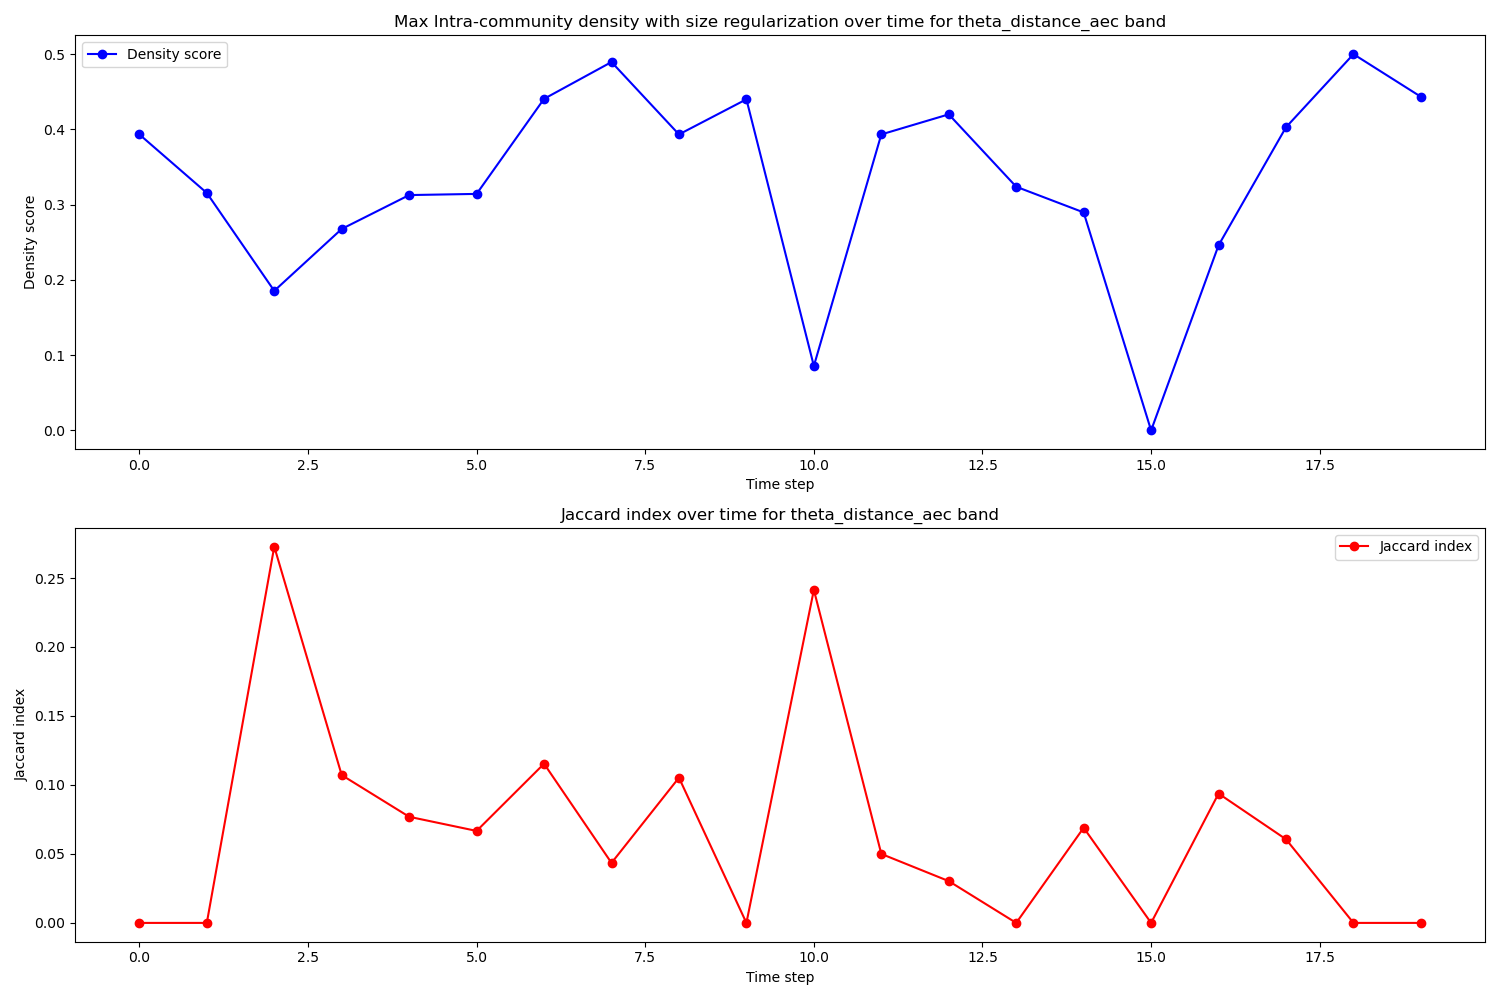 Max Intra-community density with size regularization over time for theta_distance_aec band
Density score
Density score
0.5
0.4
0.3
0.2
0.1
0.0
0.0 2.5 5.0 7.5 10.0 12.5 15.0 17.5
Time step
Jaccard index over time for theta_distance_aec band
Jaccard index
Jaccard index
0.25
0.20
0.15
0.10
0.05
0.00
0.0 2.5 5.0 7.5 10.0 12.5 15.0 17.5
Time step